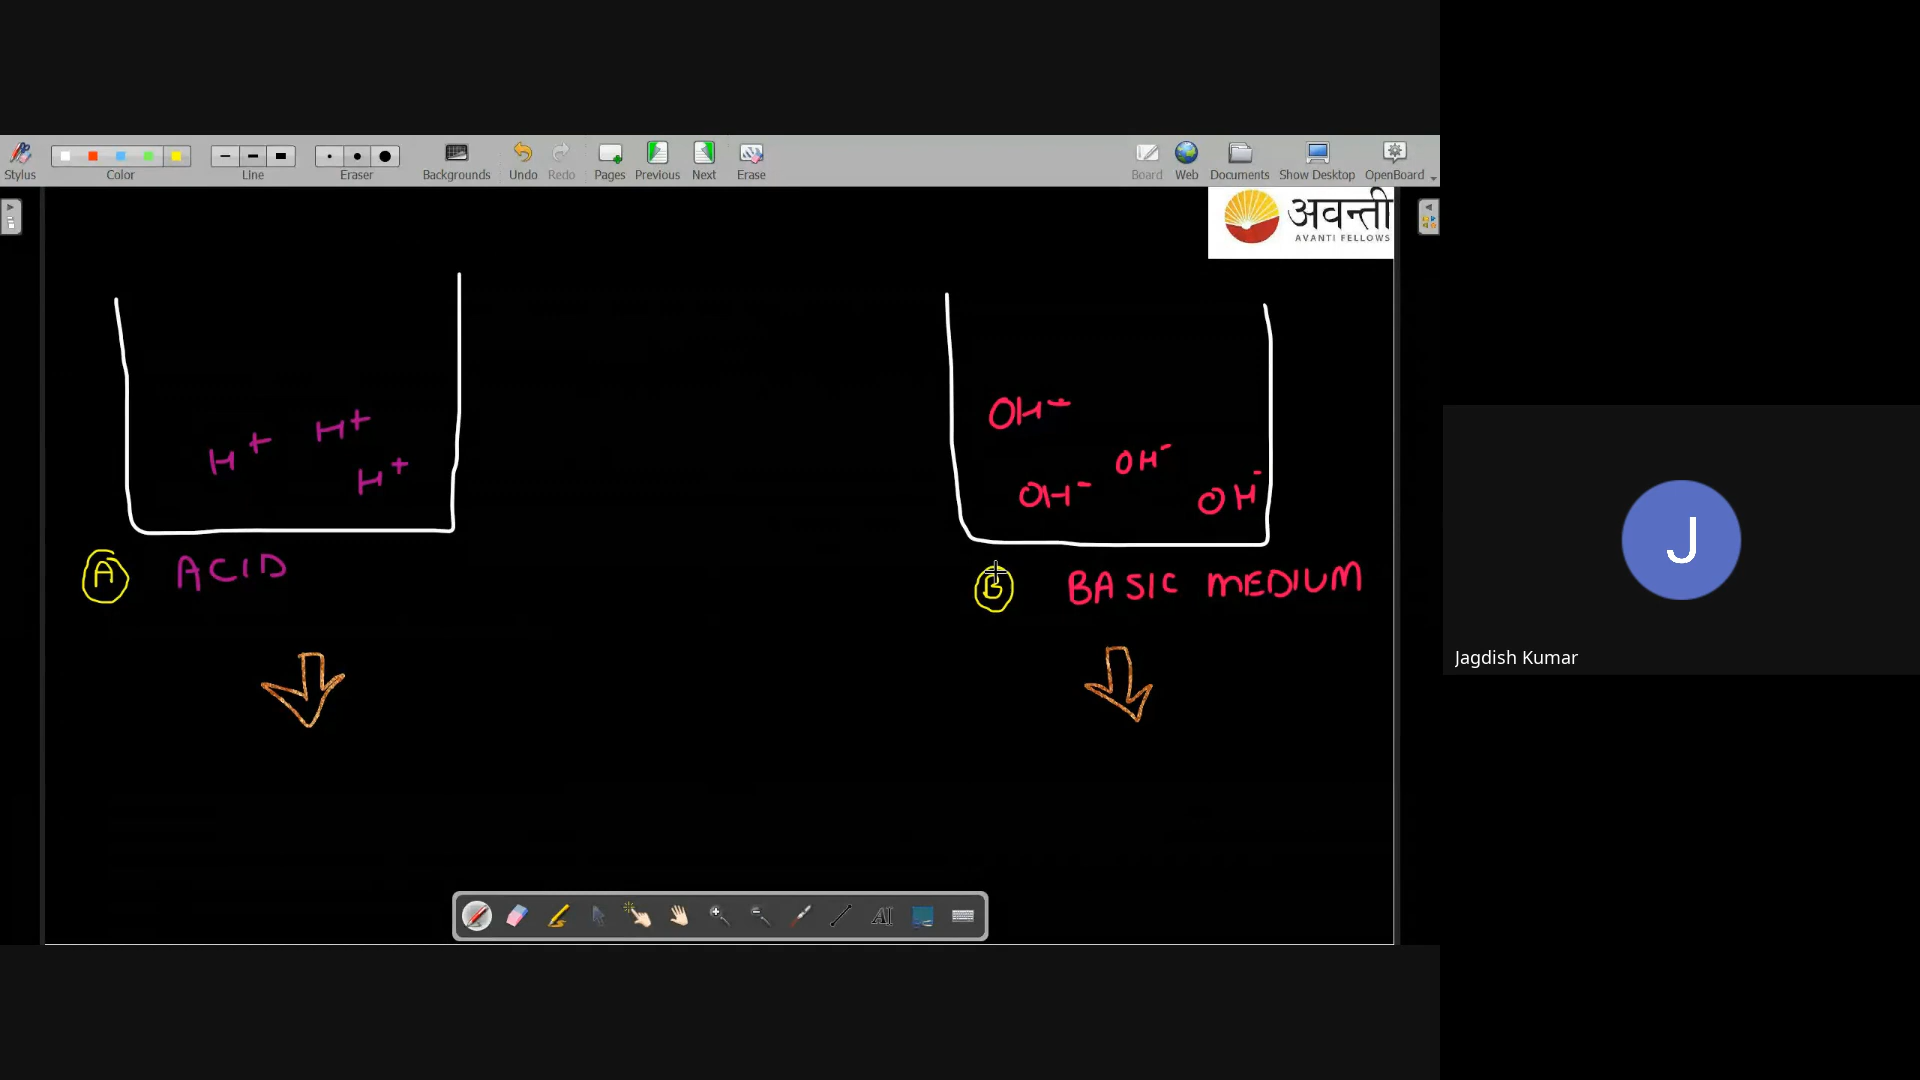 Stylus Color Line Eraser Backgrounds Undo Redo Pages Previous Next Erase Board Web Documents Show Desktop OpenBoard
अवन्ती
AVANTI FELLOWS
H+ H+
H+
OH-
OH-
OH- OH-
A ACID
B BASIC MEDIUM
J
Jagdish Kumar
AI